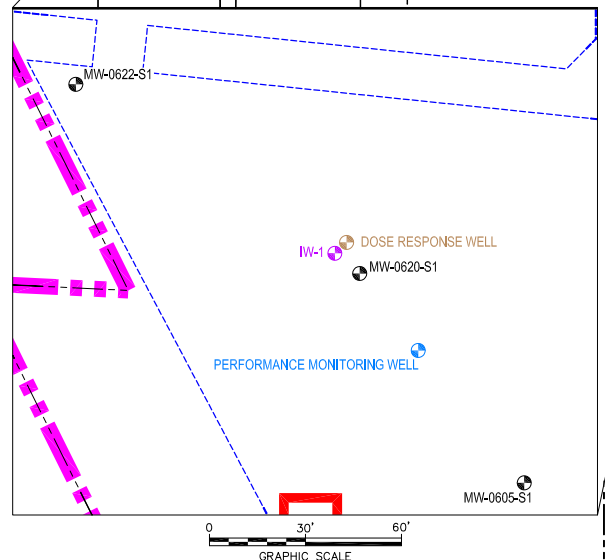 MW-0622-S1
DOSE RESPONSE WELL
IW-1
MW-0620-S1
PERFORMANCE MONITORING WELL
MW-0605-S1
0 30' 60'
GRAPHIC SCALE